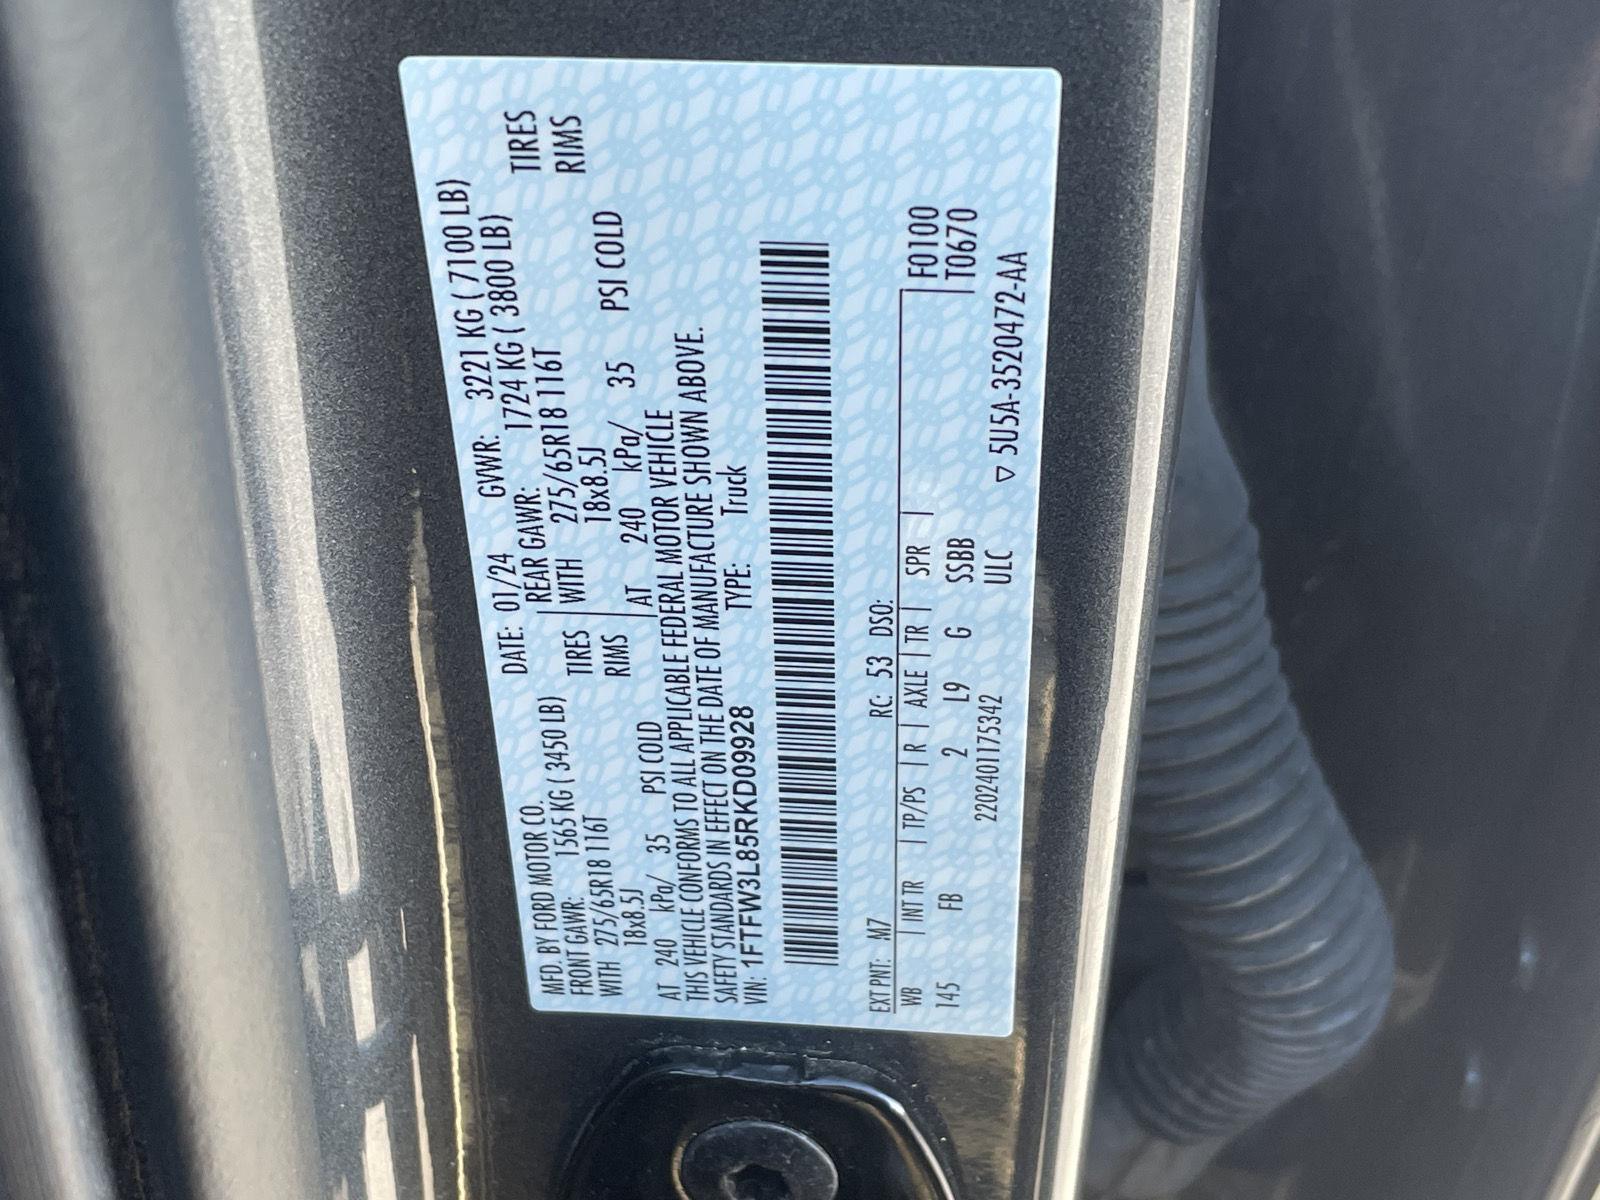 MFD. BY FORD MOTOR CO. DATE: 01/24 GVWR: 3221 KG ( 7100 LB)
FRONT GAWR: 1565 KG ( 3450 LB) REAR GAWR: 1724 KG ( 3800 LB)
WITH 275/65R18 116T TIRES WITH 275/65R18 116T TIRES
18x8.5J RIMS 18x8.5J RIMS
AT 240 kPa/ 35 PSI COLD AT 240 kPa/ 35 PSI COLD
THIS VEHICLE CONFORMS TO ALL APPLICABLE FEDERAL MOTOR VEHICLE
SAFETY STANDARDS IN EFFECT ON THE DATE OF MANUFACTURE SHOWN ABOVE.
VIN: 1FTFW3L85RKD09928 TYPE: Truck
EXT PNT: M7 RC: 53 DSO:
WB | INT TR | TP/PS | R | AXLE | TR | SPR | F0100
145 FB 2 L9 G SSBB T0670
2202401175342 ULC ▽ 5U5A-3520472-AA